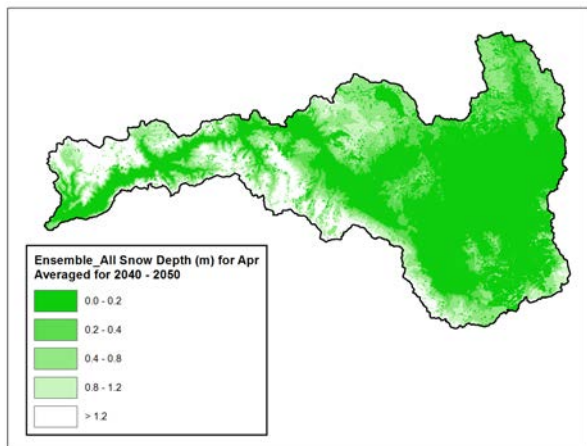 Ensemble_All Snow Depth (m) for Apr
Averaged for 2040 - 2050
0.0 - 0.2
0.2 - 0.4
0.4 - 0.8
0.8 - 1.2
> 1.2